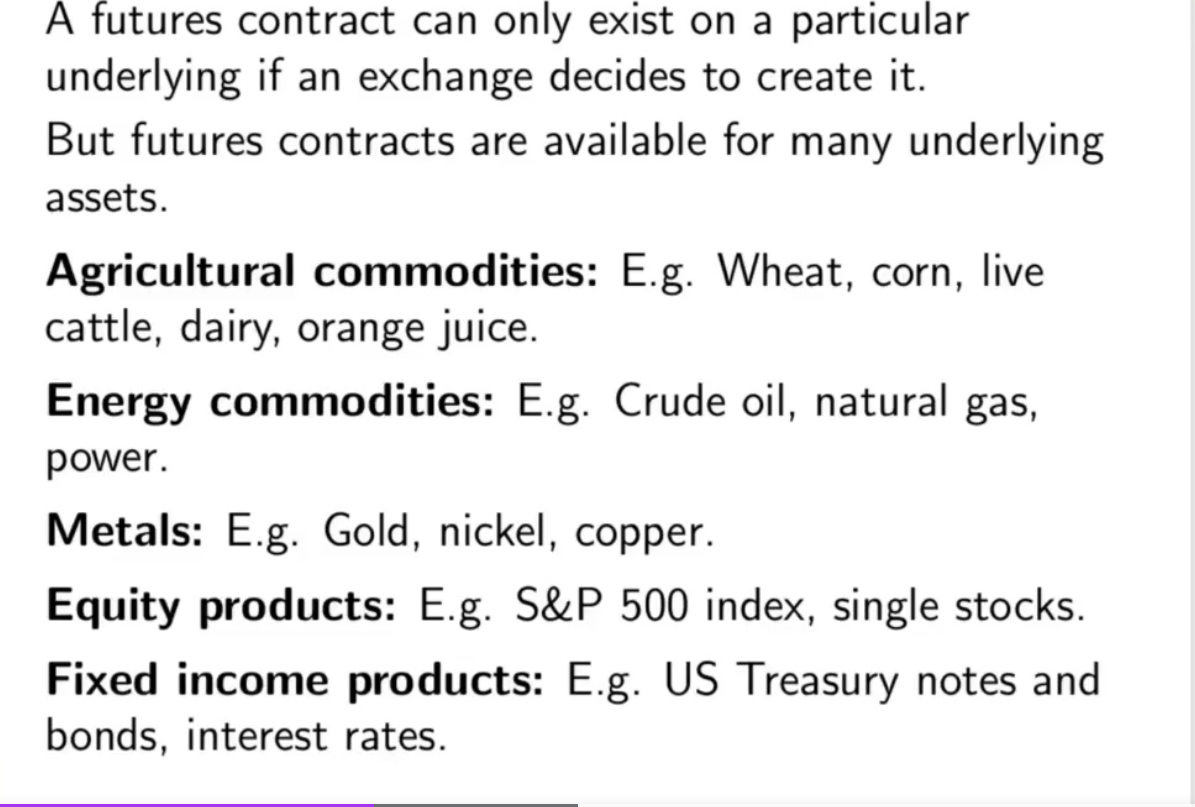 A futures contract can only exist on a particular
underlying if an exchange decides to create it.
But futures contracts are available for many underlying
assets.
Agricultural commodities: E.g. Wheat, corn, live
cattle, dairy, orange juice.
Energy commodities: E.g. Crude oil, natural gas,
power.
Metals: E.g. Gold, nickel, copper.
Equity products: E.g. S&P 500 index, single stocks.
Fixed income products: E.g. US Treasury notes and
bonds, interest rates.